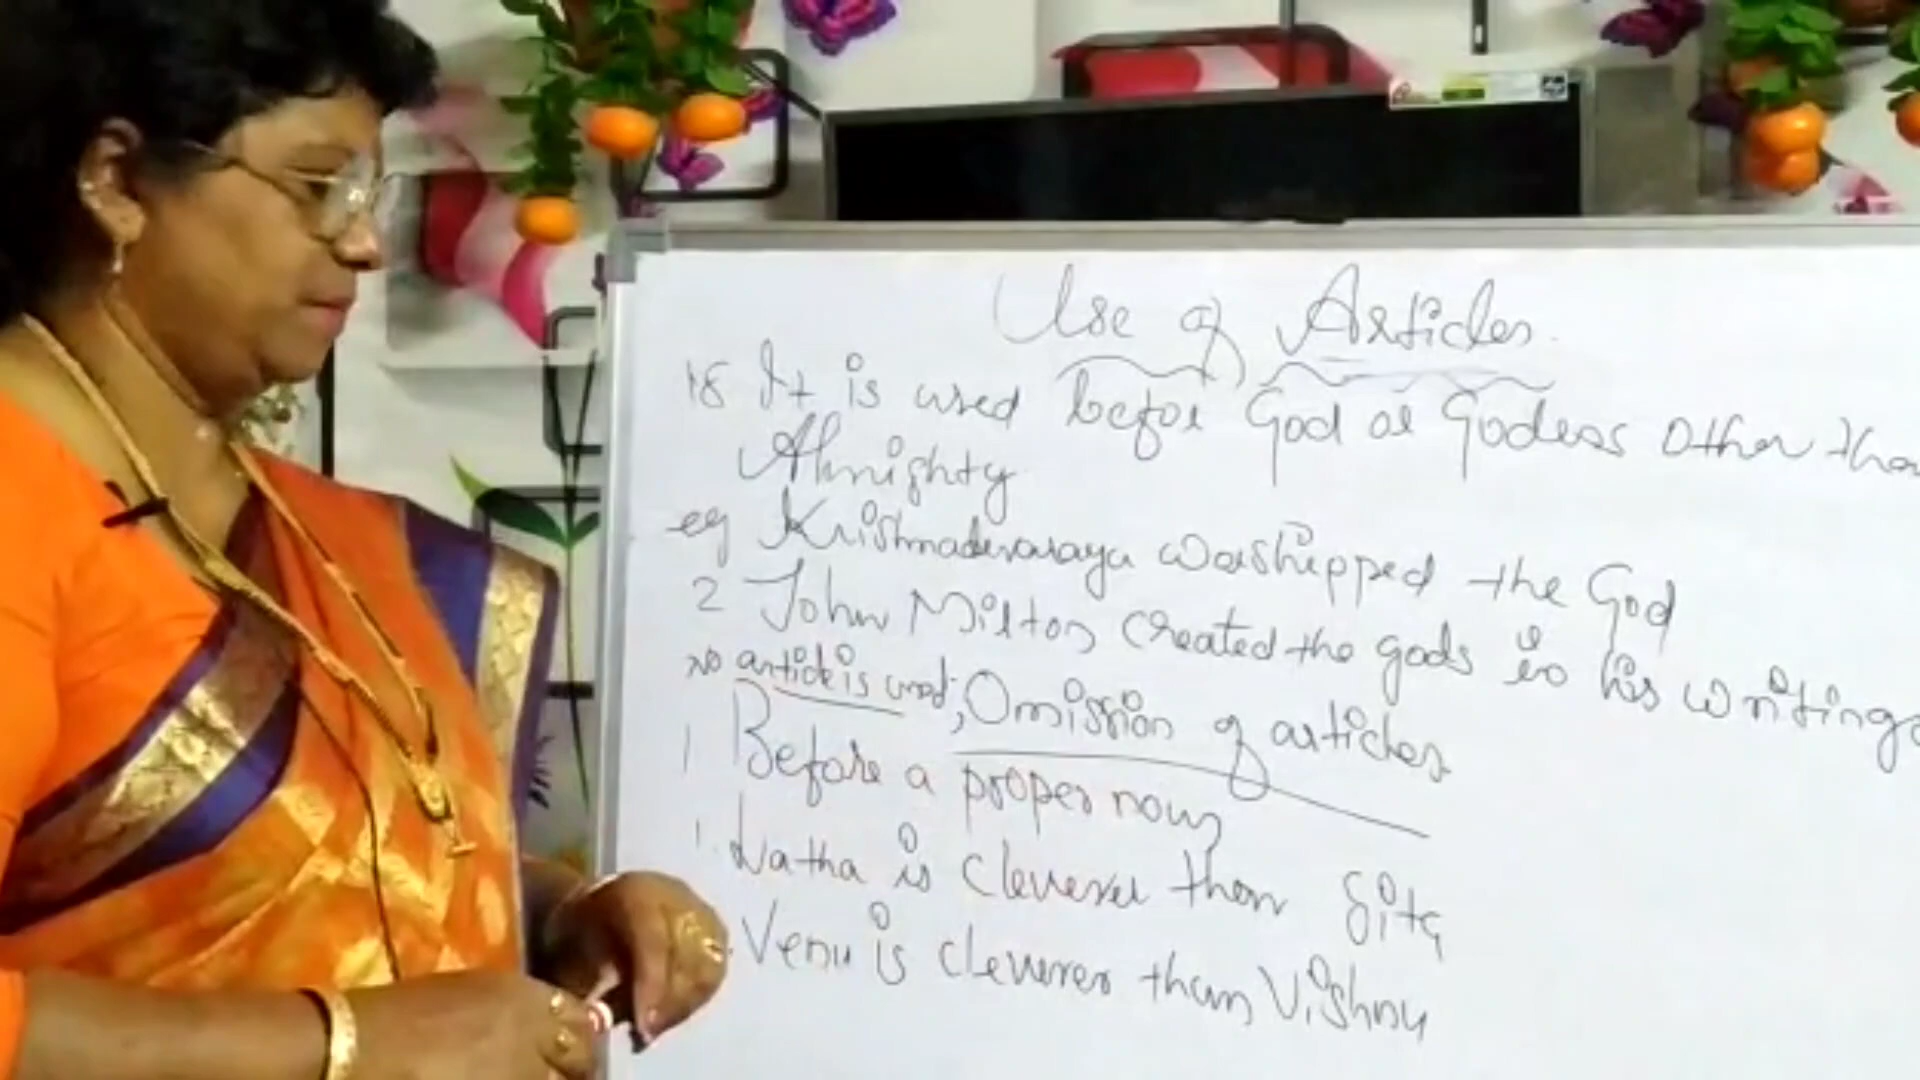 Use of Articles.
18 It is used befor God or Godess other than
Almighty
eg Krishnadevaraya worshipped the God
2 John Milton created the gods in his writings
No article is used; Omission of articles
1 Before a proper noun
1. Latha is cleverer than Sita
Venu is cleverer than Vishnu